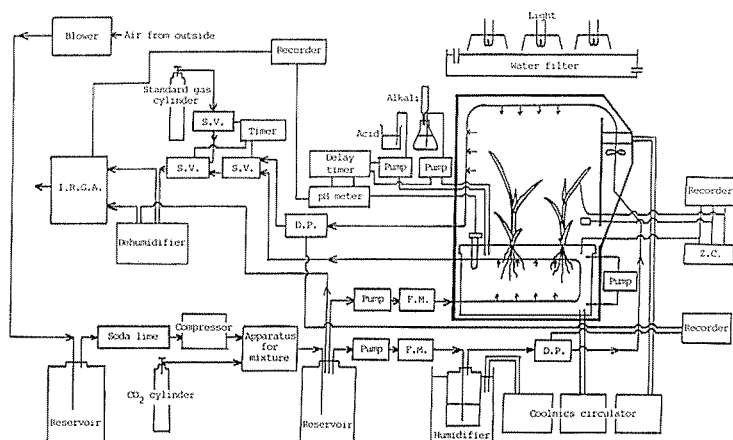 Light
Blower
Air from outside
Recorder
Water filter
Standard gas
cylinder
Alkali
Acid
S.V.
Timer
Delay
timer
Pump
Pump
I.R.G.A.
S.V.
S.V.
pH meter
Recorder
D.P.
Dehumidifier
Z.C.
Pump
Pump
F.M.
Soda lime
Compressor
Apparatus
for
mixture
Recorder
Pump
F.M.
D.P.
CO2 cylinder
Reservoir
Reservoir
Humidifier
Coolnics circulator